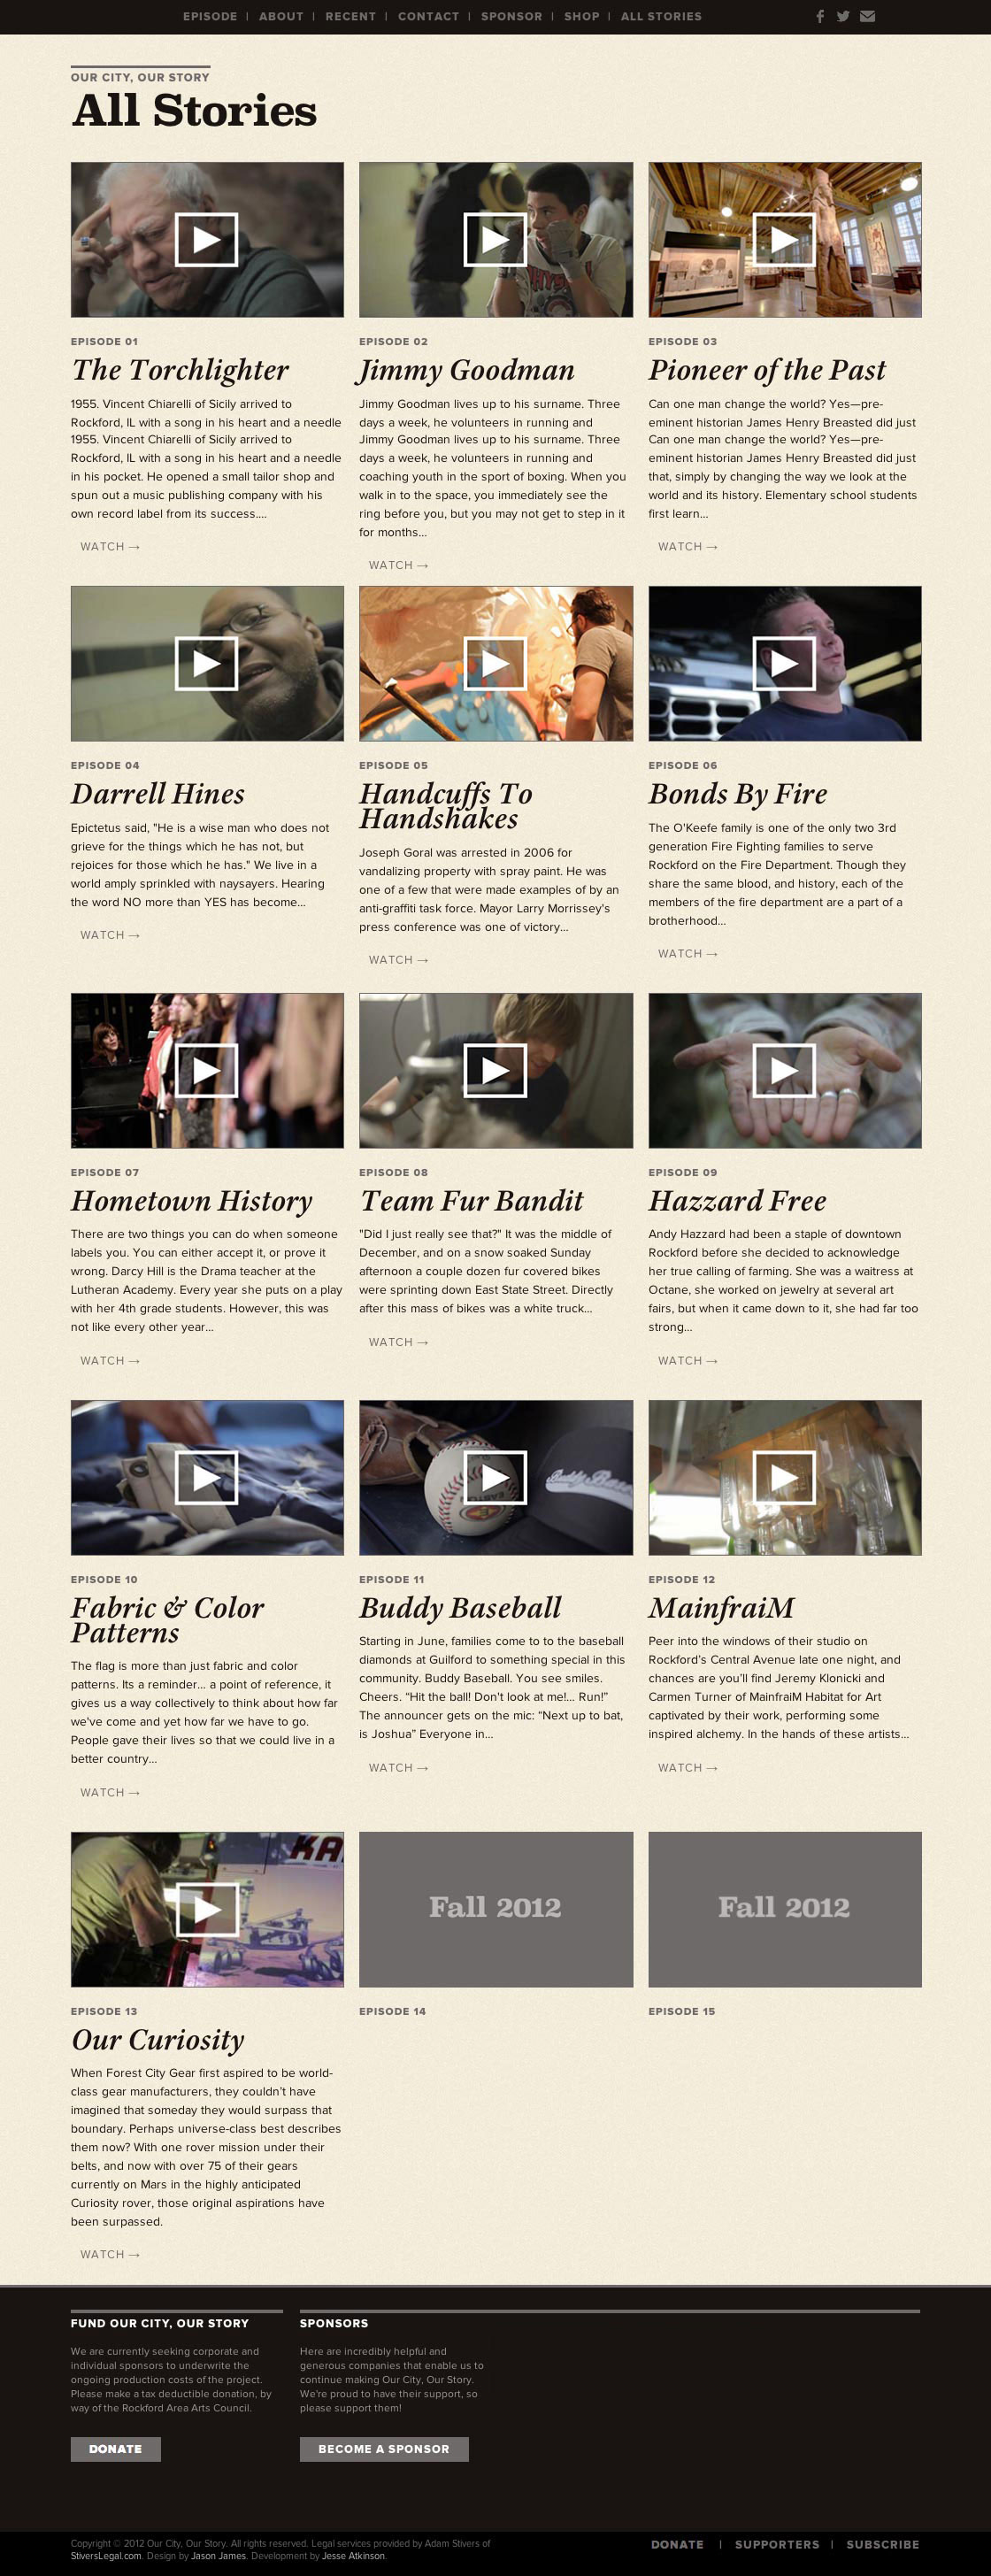 EPISODE | ABOUT | RECENT | CONTACT | SPONSOR | SHOP | ALL STORIES
OUR CITY, OUR STORY
All Stories
EPISODE 01
The Torchlighter
1955. Vincent Chiarelli of Sicily arrived to
Rockford, IL with a song in his heart and a needle
1955. Vincent Chiarelli of Sicily arrived to
Rockford, IL with a song in his heart and a needle
in his pocket. He opened a small tailor shop and
spun out a music publishing company with his
own record label from its success....
WATCH →
EPISODE 02
Jimmy Goodman
Jimmy Goodman lives up to his surname. Three
days a week, he volunteers in running and
Jimmy Goodman lives up to his surname. Three
days a week, he volunteers in running and
coaching youth in the sport of boxing. When you
walk in to the space, you immediately see the
ring before you, but you may not get to step in it
for months...
WATCH →
EPISODE 03
Pioneer of the Past
Can one man change the world? Yes—pre-
eminent historian James Henry Breasted did just
Can one man change the world? Yes—pre-
eminent historian James Henry Breasted did just
that, simply by changing the way we look at the
world and its history. Elementary school students
first learn...
WATCH →
EPISODE 04
Darrell Hines
Epictetus said, "He is a wise man who does not
grieve for the things which he has not, but
rejoices for those which he has." We live in a
world amply sprinkled with naysayers. Hearing
the word NO more than YES has become...
WATCH →
EPISODE 05
Handcuffs To
Handshakes
Joseph Goral was arrested in 2006 for
vandalizing property with spray paint. He was
one of a few that were made examples of by an
anti-graffiti task force. Mayor Larry Morrissey's
press conference was one of victory...
WATCH →
EPISODE 06
Bonds By Fire
The O'Keefe family is one of the only two 3rd
generation Fire Fighting families to serve
Rockford on the Fire Department. Though they
share the same blood, and history, each of the
members of the fire department are a part of a
brotherhood...
WATCH →
EPISODE 07
Hometown History
There are two things you can do when someone
labels you. You can either accept it, or prove it
wrong. Darcy Hill is the Drama teacher at the
Lutheran Academy. Every year she puts on a play
with her 4th grade students. However, this was
not like every other year...
WATCH →
EPISODE 08
Team Fur Bandit
"Did I just really see that?" It was the middle of
December, and on a snow soaked Sunday
afternoon a couple dozen fur covered bikes
were sprinting down East State Street. Directly
after this mass of bikes was a white truck...
WATCH →
EPISODE 09
Hazzard Free
Andy Hazzard had been a staple of downtown
Rockford before she decided to acknowledge
her true calling of farming. She was a waitress at
Octane, she worked on jewelry at several art
fairs, but when it came down to it, she had far too
strong...
WATCH →
EPISODE 10
Fabric & Color
Patterns
The flag is more than just fabric and color
patterns. Its a reminder... a point of reference, it
gives us a way collectively to think about how far
we've come and yet how far we have to go.
People gave their lives so that we could live in a
better country...
WATCH →
EPISODE 11
Buddy Baseball
Starting in June, families come to to the baseball
diamonds at Guilford to something special in this
community. Buddy Baseball. You see smiles.
Cheers. “Hit the ball! Don't look at me!... Run!”
The announcer gets on the mic: “Next up to bat,
is Joshua” Everyone in...
WATCH →
EPISODE 12
MainfraiM
Peer into the windows of their studio on
Rockford’s Central Avenue late one night, and
chances are you’ll find Jeremy Klonicki and
Carmen Turner of MainfraiM Habitat for Art
captivated by their work, performing some
inspired alchemy. In the hands of these artists...
WATCH →
KA
Fall 2012
Fall 2012
EPISODE 13
Our Curiosity
When Forest City Gear first aspired to be world-
class gear manufacturers, they couldn’t have
imagined that someday they would surpass that
boundary. Perhaps universe-class best describes
them now? With one rover mission under their
belts, and now with over 75 of their gears
currently on Mars in the highly anticipated
Curiosity rover, those original aspirations have
been surpassed.
WATCH →
EPISODE 14
EPISODE 15
FUND OUR CITY, OUR STORY
We are currently seeking corporate and
individual sponsors to underwrite the
ongoing production costs of the project.
Please make a tax deductible donation, by
way of the Rockford Area Arts Council.
DONATE
SPONSORS
Here are incredibly helpful and
generous companies that enable us to
continue making Our City, Our Story.
We're proud to have their support, so
please support them!
BECOME A SPONSOR
Copyright © 2012 Our City, Our Story. All rights reserved. Legal services provided by Adam Stivers of
StiversLegal.com. Design by Jason James. Development by Jesse Atkinson.
DONATE | SUPPORTERS | SUBSCRIBE